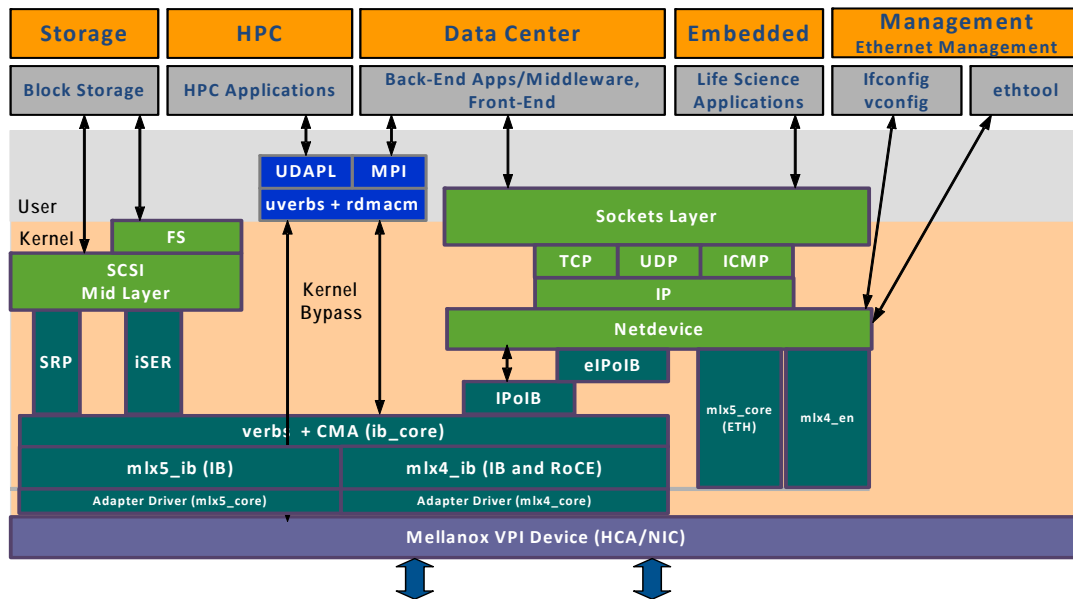 Storage
HPC
Data Center
Embedded
Management
Ethernet Management
Block Storage
HPC Applications
Back-End Apps/Middleware,
Front-End
Life Science
Applications
Ifconfig
vconfig
ethtool
UDAPL
MPI
uverbs + rdmacm
User
Kernel
FS
SCSI
Mid Layer
Sockets Layer
TCP
UDP
ICMP
IP
Netdevice
Kernel
Bypass
SRP
iSER
eIPoIB
IPoIB
mlx5_core
(ETH)
mlx4_en
verbs + CMA (ib_core)
mlx5_ib (IB)
mlx4_ib (IB and RoCE)
Adapter Driver (mlx5_core)
Adapter Driver (mlx4_core)
Mellanox VPI Device (HCA/NIC)